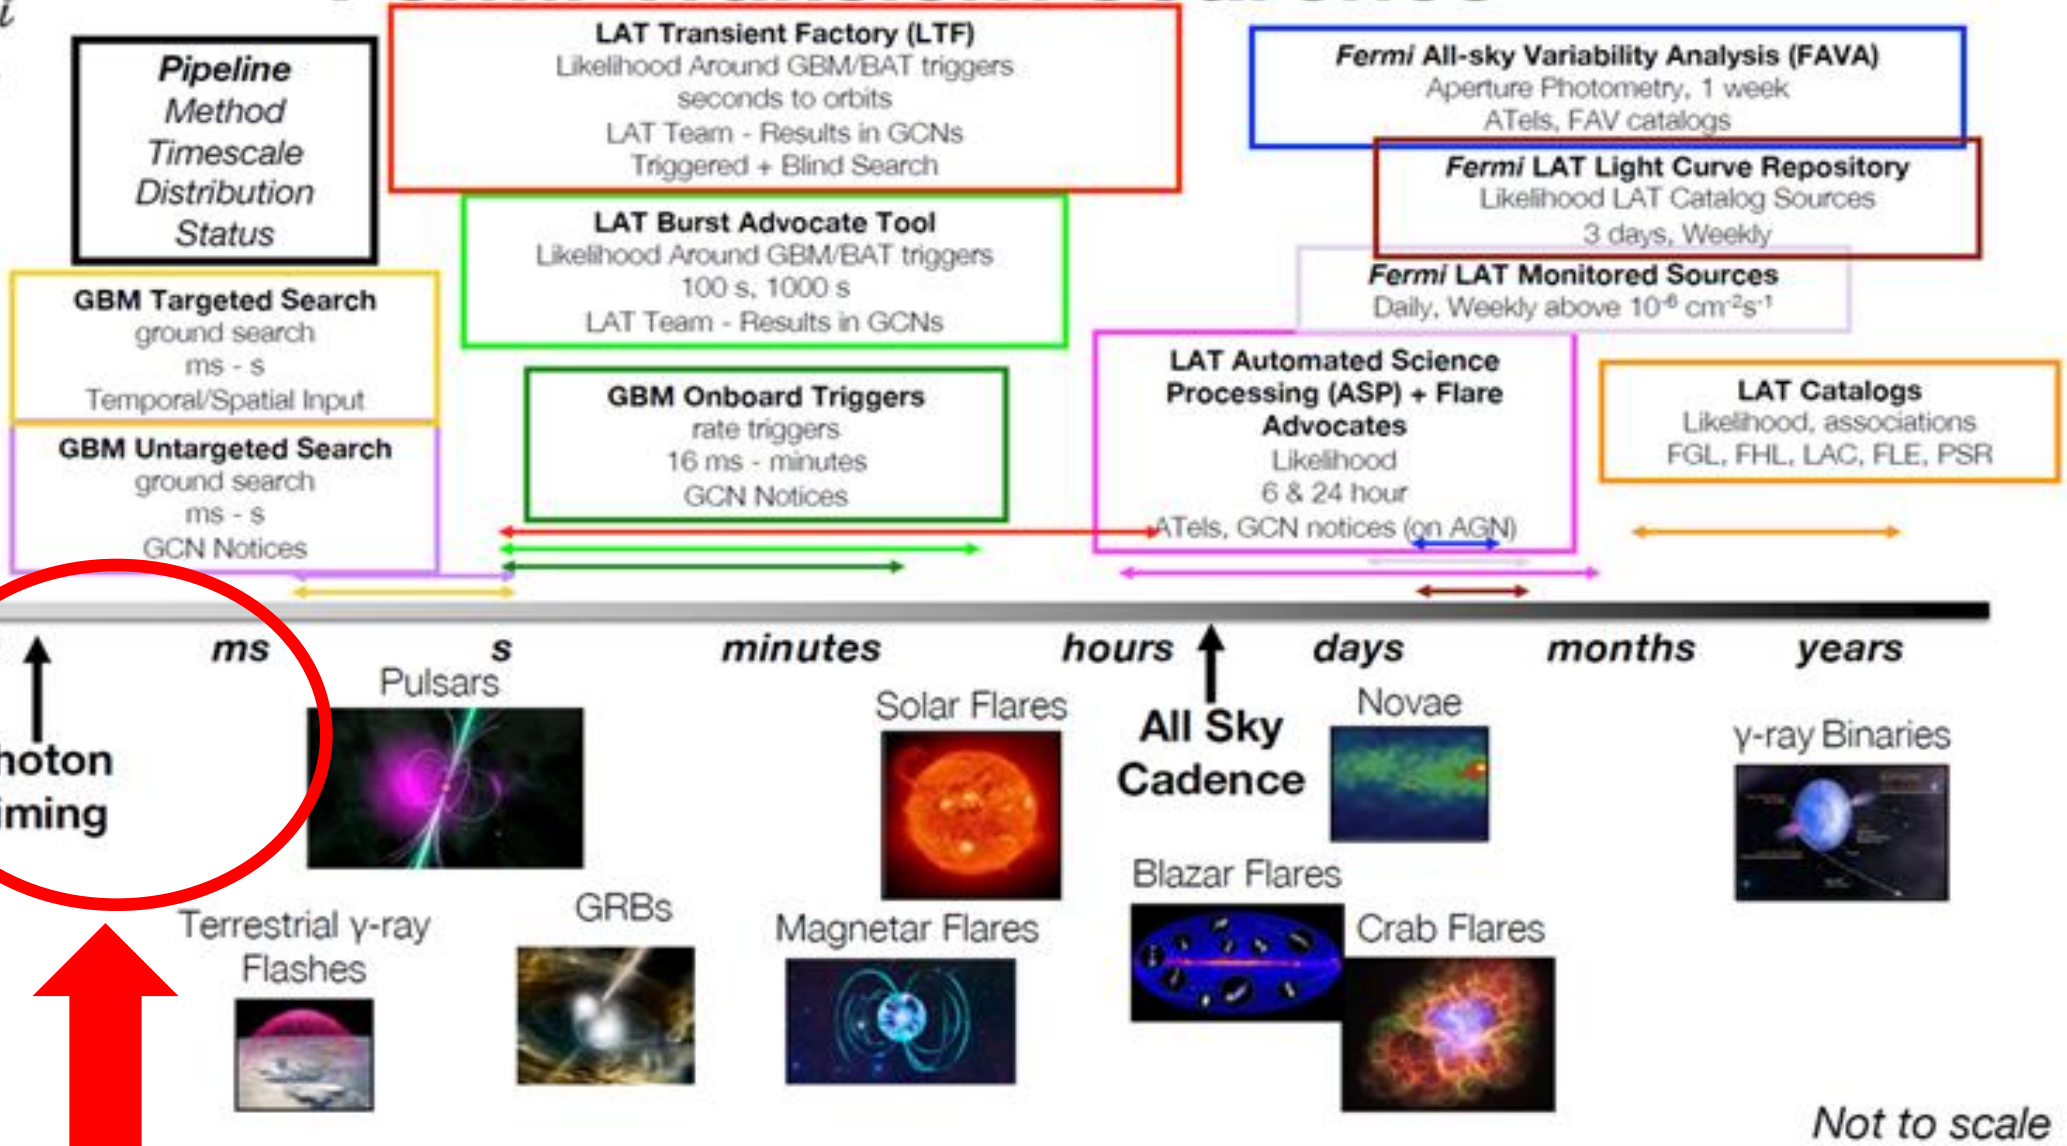 Pipeline
Method
Timescale
Distribution
Status
LAT Transient Factory (LTF)
Likelihood Around GBM/BAT triggers
seconds to orbits
LAT Team - Results in GCNs
Triggered + Blind Search
Fermi All-sky Variability Analysis (FAVA)
Aperture Photometry, 1 week
ATels, FAV catalogs
Fermi LAT Light Curve Repository
Likelihood LAT Catalog Sources
3 days, Weekly
LAT Burst Advocate Tool
Likelihood Around GBM/BAT triggers
100 s, 1000 s
LAT Team - Results in GCNs
Fermi LAT Monitored Sources
Daily, Weekly above 10⁻⁶ cm⁻²s⁻¹
GBM Targeted Search
ground search
ms - s
Temporal/Spatial Input
GBM Untargeted Search
ground search
ms - s
GCN Notices
GBM Onboard Triggers
rate triggers
16 ms - minutes
GCN Notices
LAT Automated Science
Processing (ASP) + Flare
Advocates
Likelihood
6 & 24 hour
ATels, GCN notices (on AGN)
LAT Catalogs
Likelihood, associations
FGL, FHL, LAC, FLE, PSR
ms s minutes hours days months years
hoton
iming
Pulsars
Solar Flares
All Sky
Cadence
Novae
γ-ray Binaries
Terrestrial γ-ray
Flashes
GRBs
Magnetar Flares
Blazar Flares
Crab Flares
Not to scale